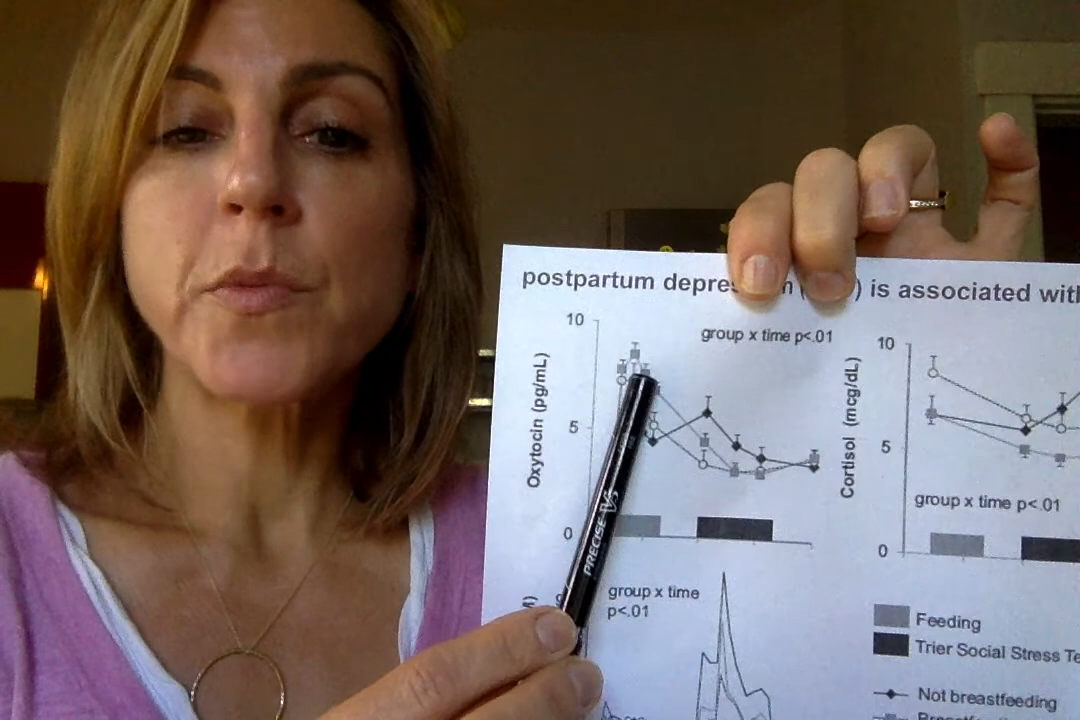 postpartum depre n ( ) is associated with
10
group x time p<.01
Oxytocin (pg/mL)
5
0
10
Cortisol (mcg/dL)
5
group x time p<.01
0
PRECISE V5
group x time
p<.01
Feeding
Trier Social Stress Te
Not breastfeeding